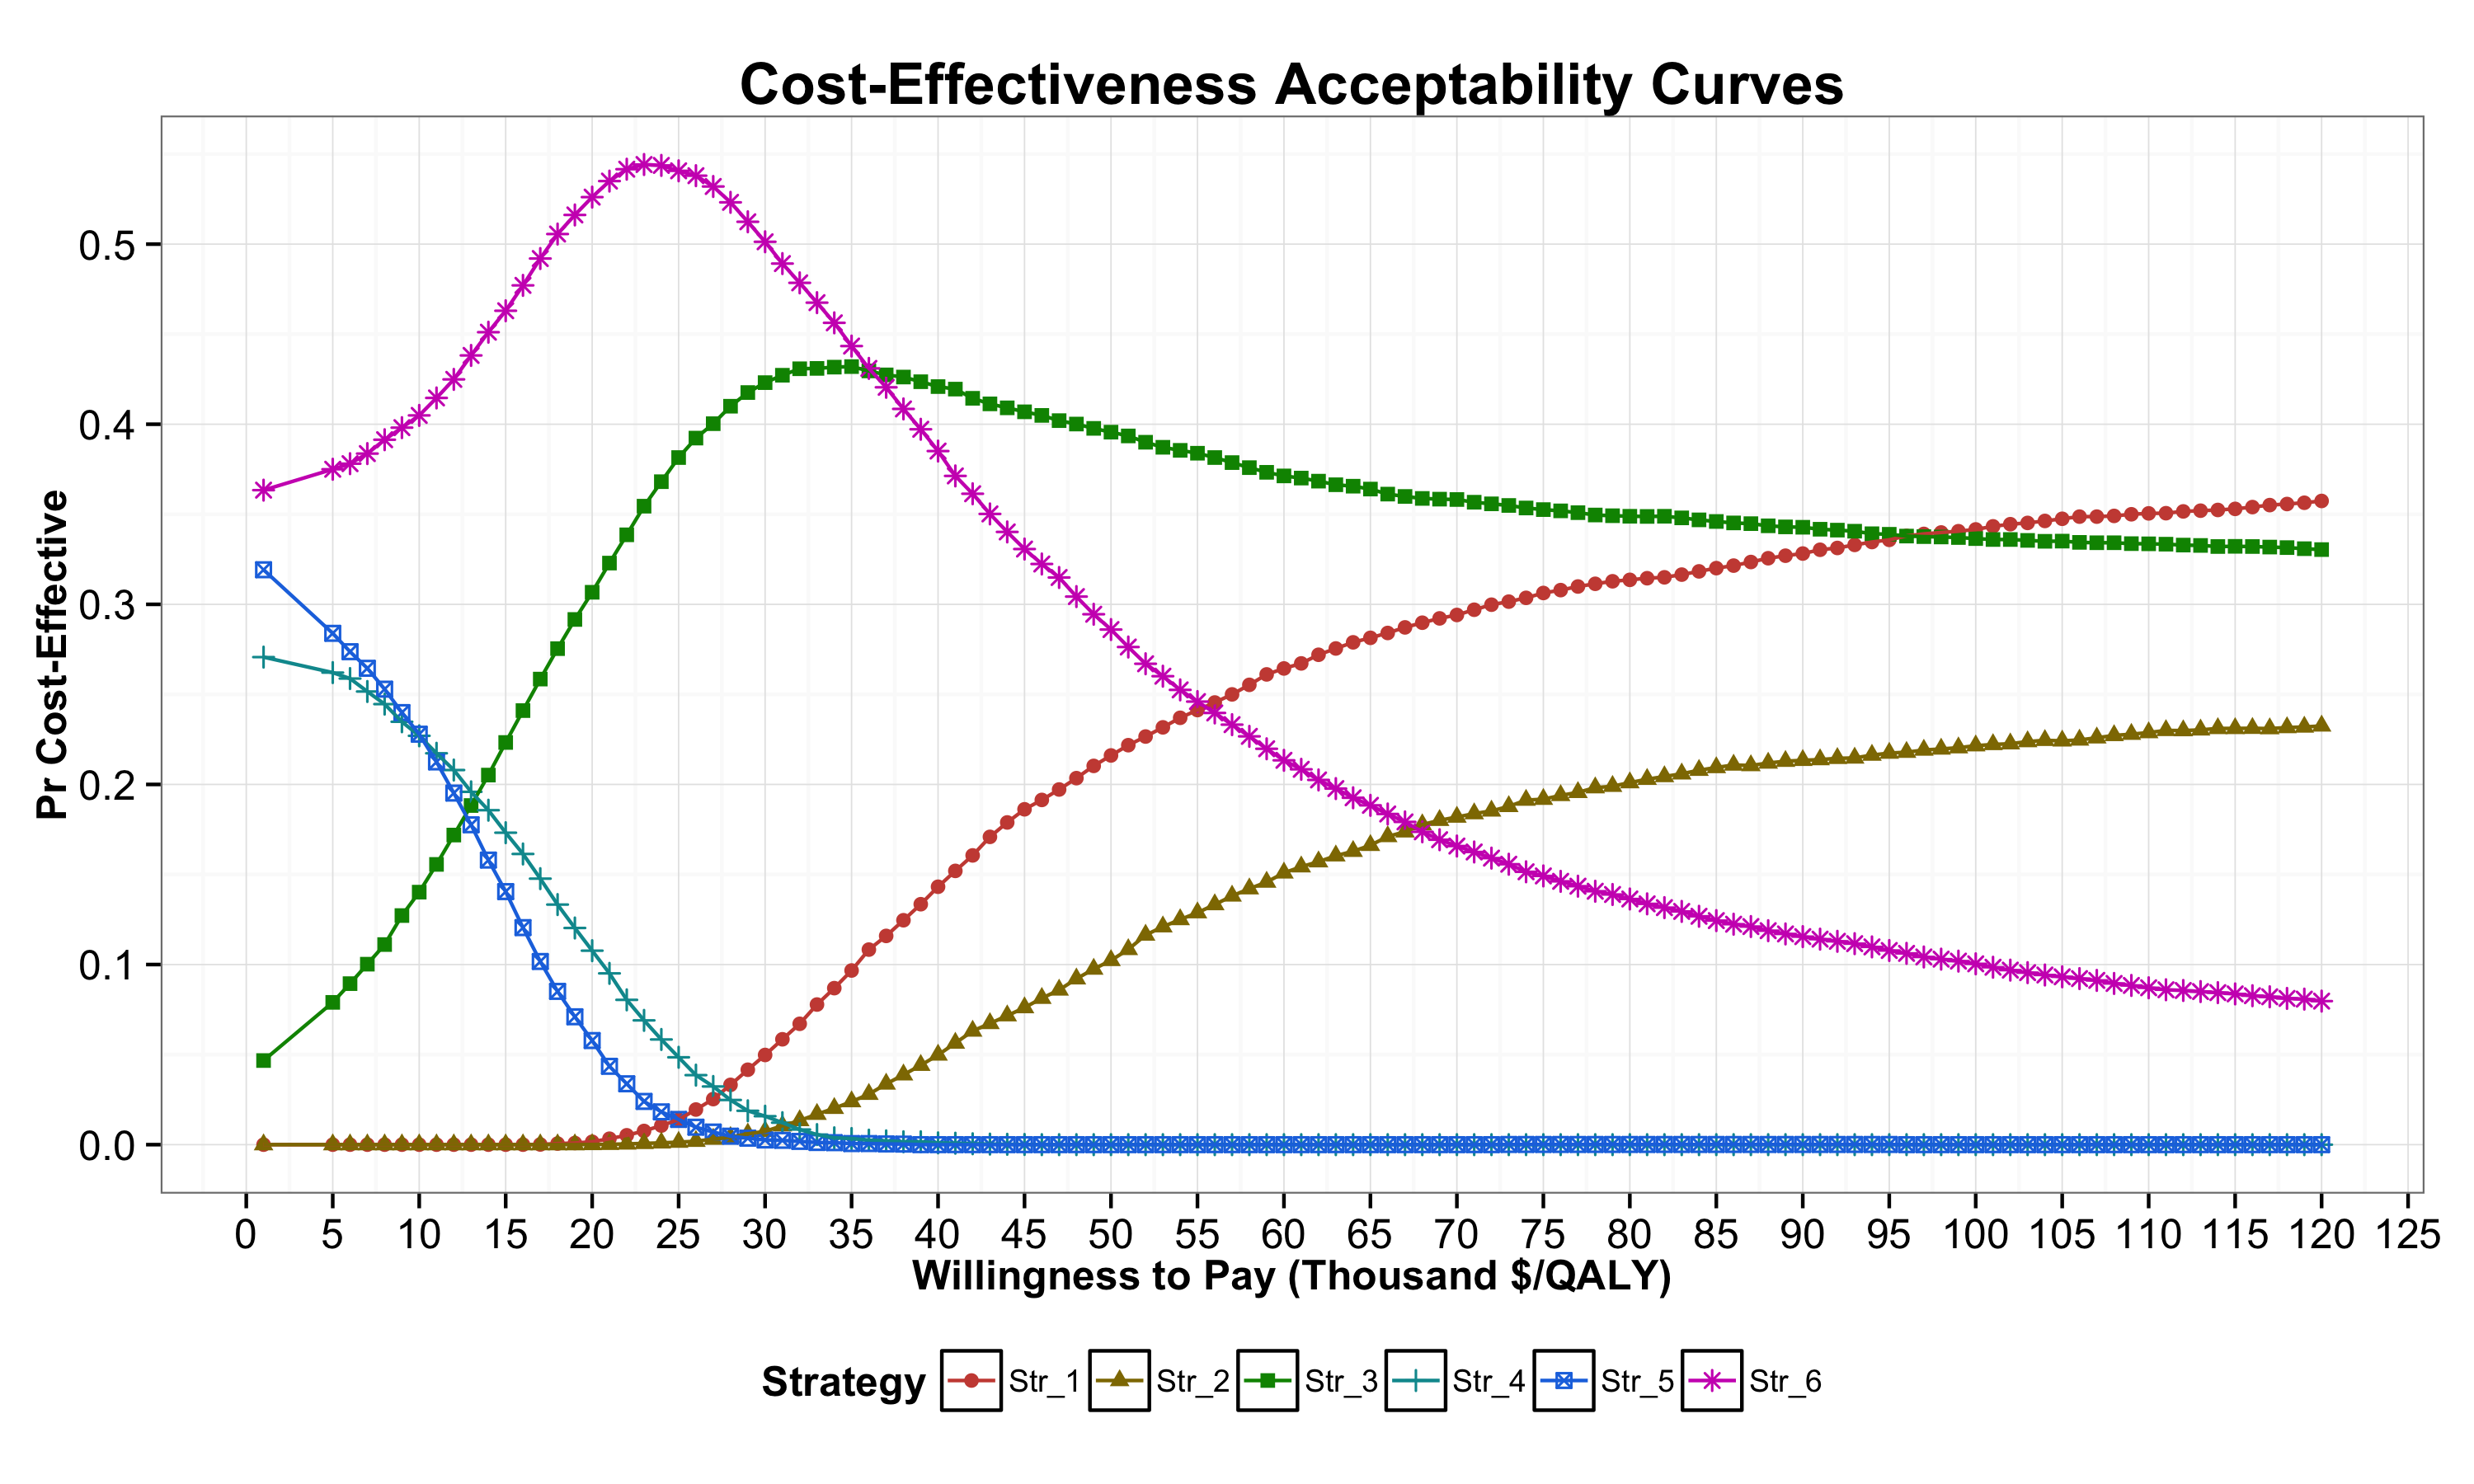 Cost-Effectiveness Acceptability Curves
Pr Cost-Effective
0.5
0.4
0.3
0.2
0.1
0.0
0 5 10 15 20 25 30 35 40 45 50 55 60 65 70 75 80 85 90 95 100 105 110 115 120 125
Willingness to Pay (Thousand $/QALY)
Strategy Str_1 Str_2 Str_3 Str_4 Str_5 Str_6